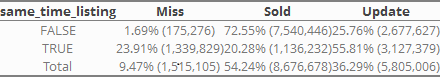 same_time_listing Miss Sold Update
FALSE 1.69% (175,276) 72.55% (7,540,446) 25.76% (2,677,627)
TRUE 23.91% (1,339,829) 20.28% (1,136,232) 55.81% (3,127,379)
Total 9.47% (1,515,105) 54.24% (8,676,678) 36.29% (5,805,006)